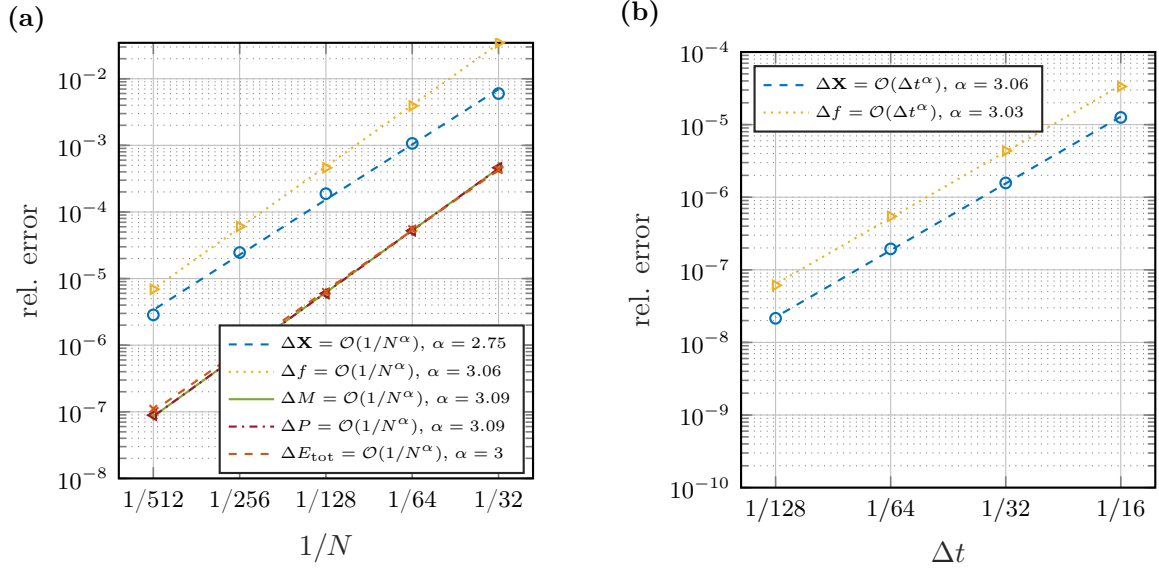 (a)
rel. error
10^{-2}
10^{-3}
10^{-4}
10^{-5}
10^{-6}
10^{-7}
10^{-8}
ΔX = O(1/N^α), α = 2.75
Δf = O(1/N^α), α = 3.06
ΔM = O(1/N^α), α = 3.09
ΔP = O(1/N^α), α = 3.09
ΔE_tot = O(1/N^α), α = 3
1/512 1/256 1/128 1/64 1/32
1/N
(b)
rel. error
10^{-4}
10^{-5}
10^{-6}
10^{-7}
10^{-8}
10^{-9}
10^{-10}
ΔX = O(Δt^α), α = 3.06
Δf = O(Δt^α), α = 3.03
1/128 1/64 1/32 1/16
Δt